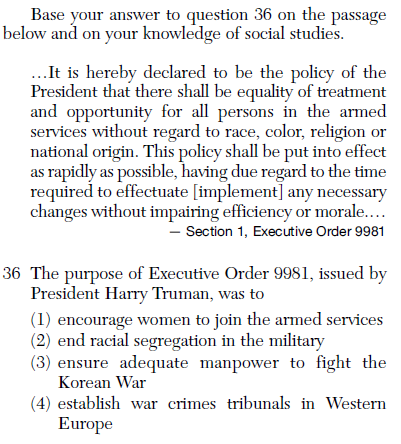 Base your answer to question 36 on the passage
below and on your knowledge of social studies.
…It is hereby declared to be the policy of the
President that there shall be equality of treatment
and opportunity for all persons in the armed
services without regard to race, color, religion or
national origin. This policy shall be put into effect
as rapidly as possible, having due regard to the time
required to effectuate [implement] any necessary
changes without impairing efficiency or morale.…
— Section 1, Executive Order 9981
36 The purpose of Executive Order 9981, issued by
President Harry Truman, was to
(1) encourage women to join the armed services
(2) end racial segregation in the military
(3) ensure adequate manpower to fight the
Korean War
(4) establish war crimes tribunals in Western
Europe